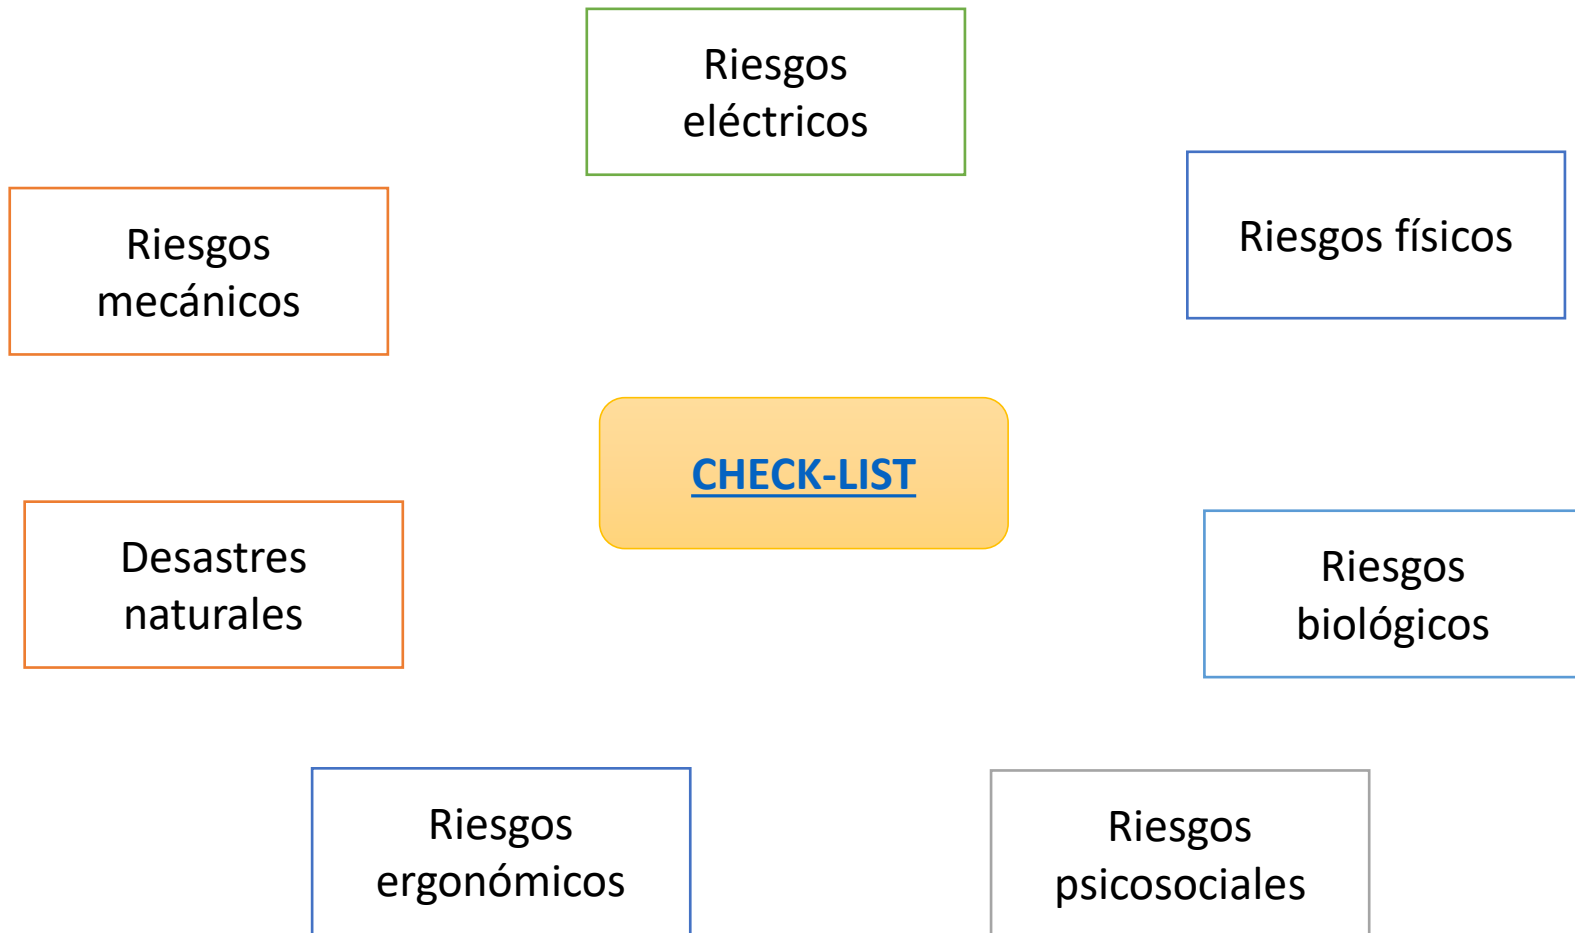 Riesgos
eléctricos
Riesgos físicos
Riesgos
mecánicos
CHECK-LIST
Desastres
naturales
Riesgos
biológicos
Riesgos
ergonómicos
Riesgos
psicosociales